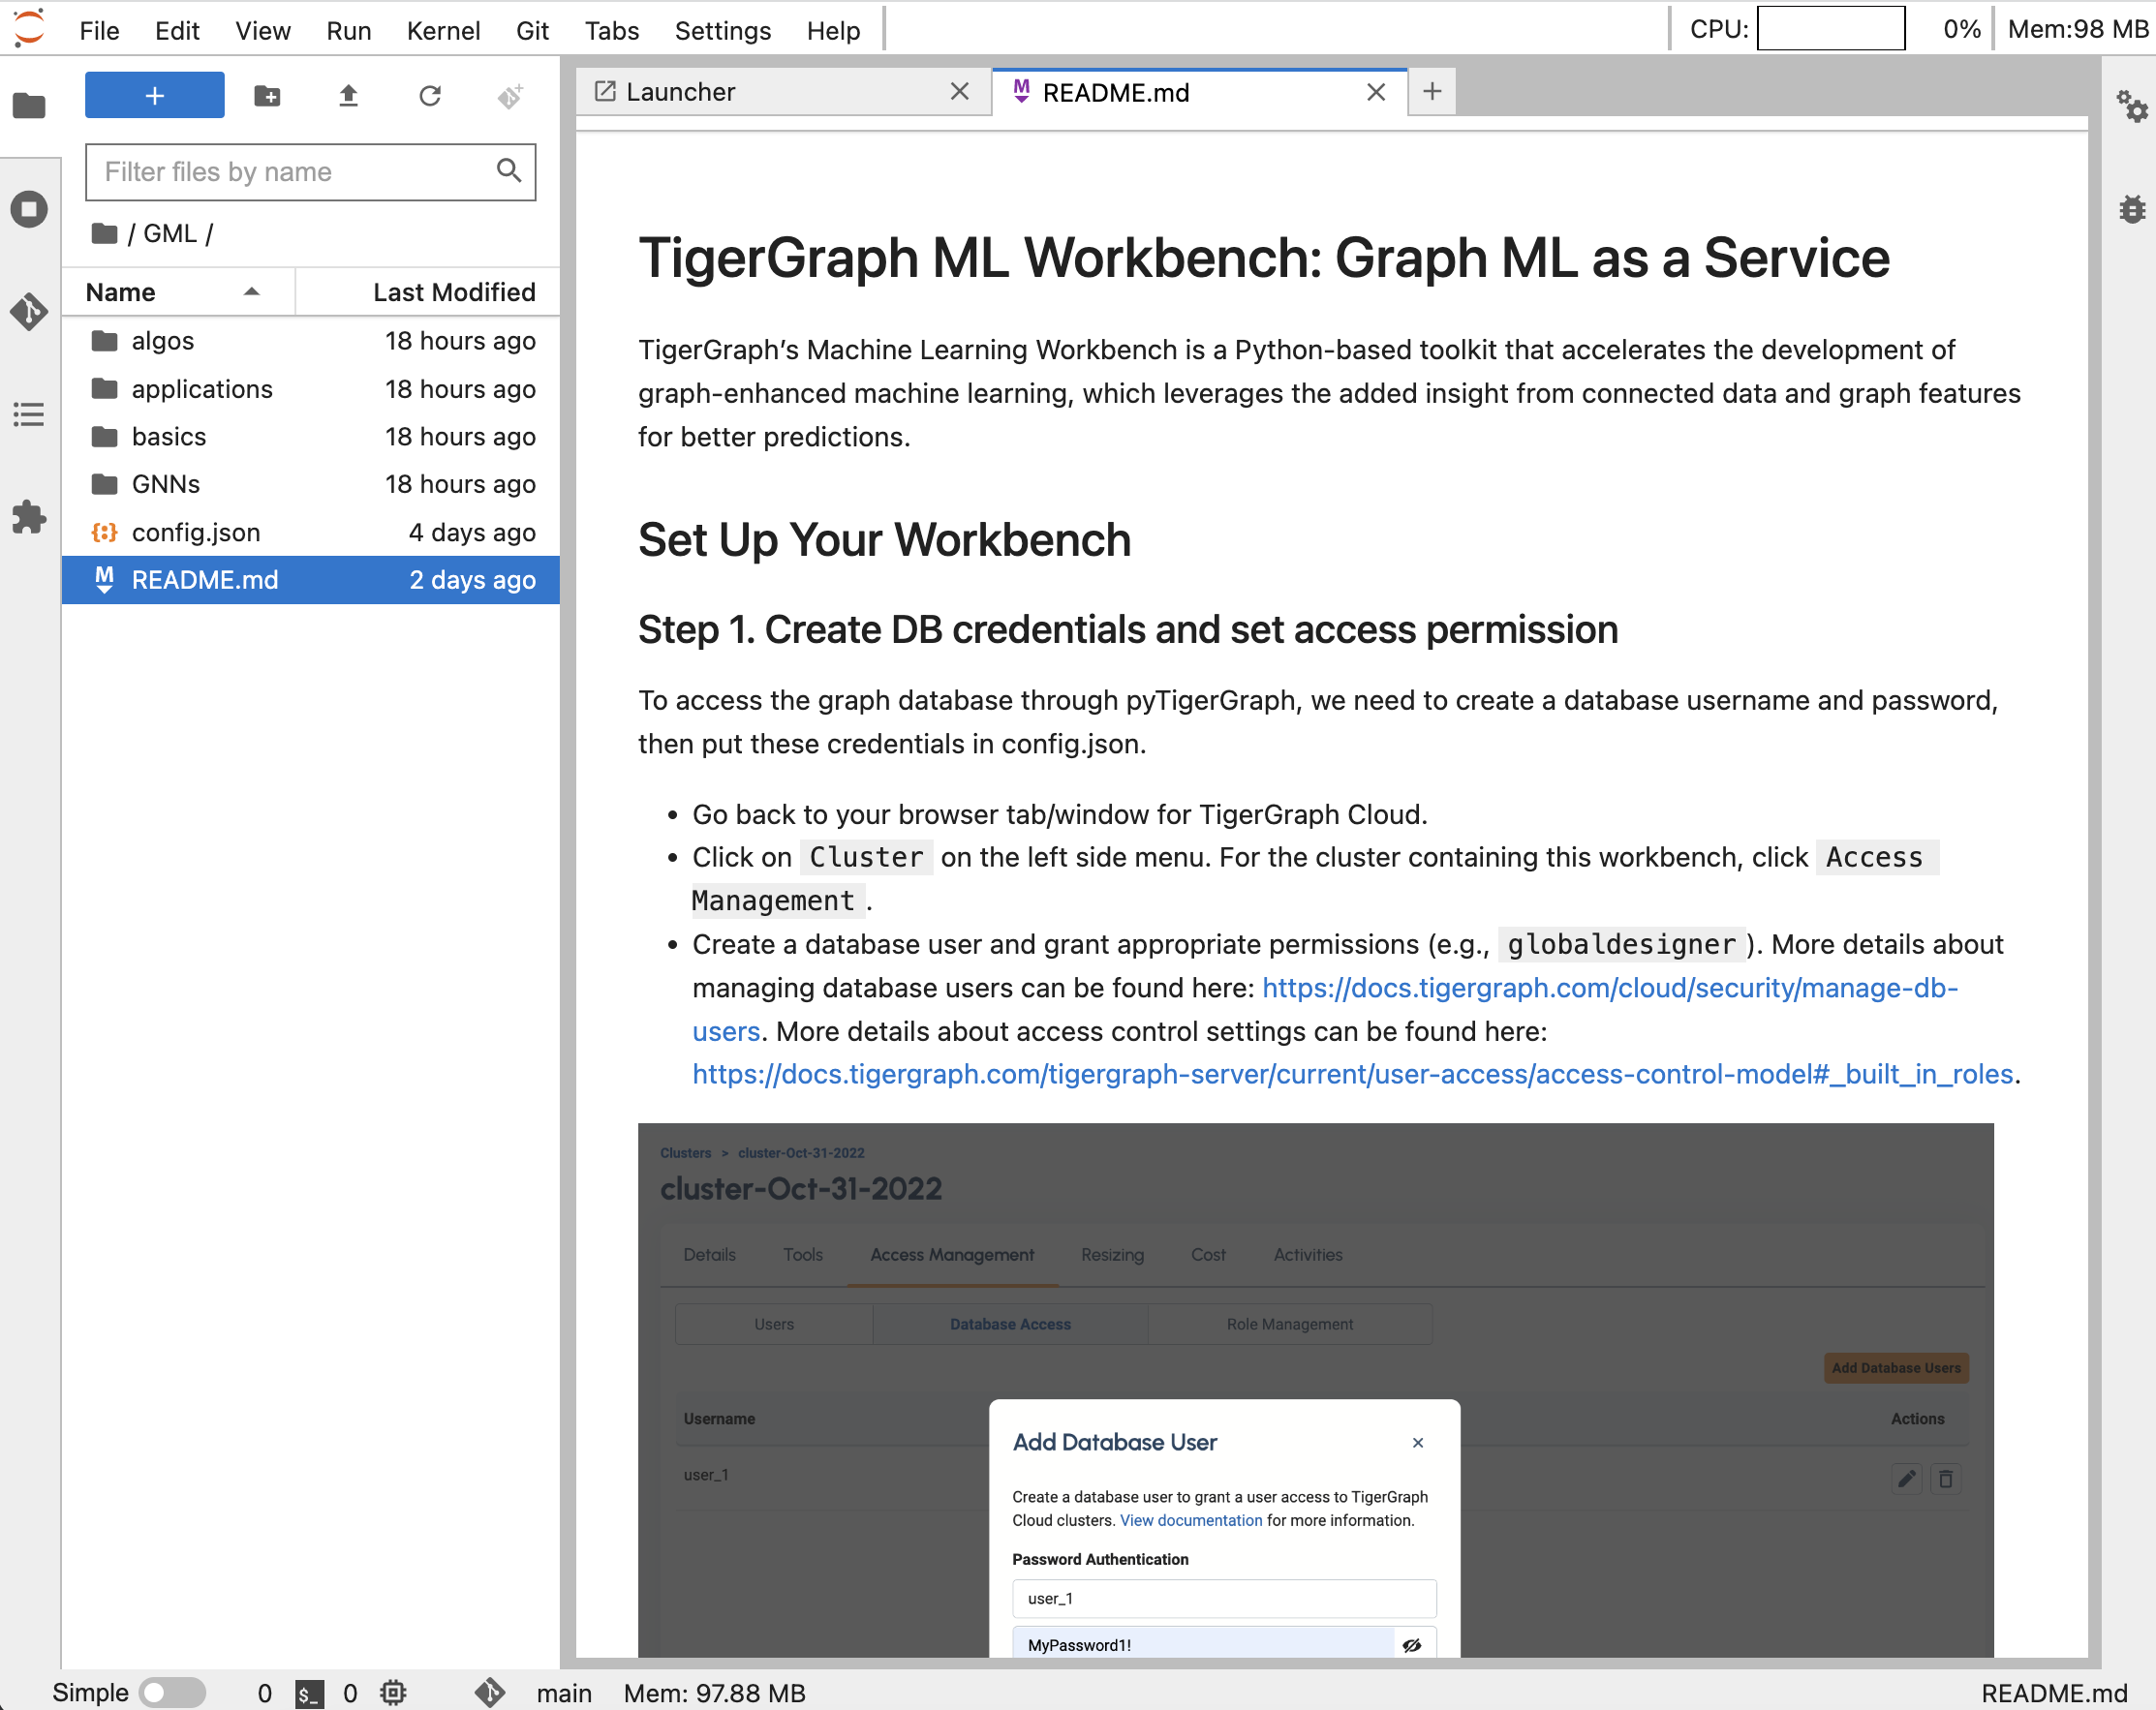 File Edit View Run Kernel Git Tabs Settings Help
CPU: 0% Mem:98 MB
Filter files by name
/ GML /
Name Last Modified
algos 18 hours ago
applications 18 hours ago
basics 18 hours ago
GNNs 18 hours ago
config.json 4 days ago
README.md 2 days ago
Launcher README.md
TigerGraph ML Workbench: Graph ML as a Service
TigerGraph’s Machine Learning Workbench is a Python-based toolkit that accelerates the development of
graph-enhanced machine learning, which leverages the added insight from connected data and graph features
for better predictions.
Set Up Your Workbench
Step 1. Create DB credentials and set access permission
To access the graph database through pyTigerGraph, we need to create a database username and password,
then put these credentials in config.json.
• Go back to your browser tab/window for TigerGraph Cloud.
• Click on Cluster on the left side menu. For the cluster containing this workbench, click Access
Management .
• Create a database user and grant appropriate permissions (e.g., globaldesigner ). More details about
managing database users can be found here: https://docs.tigergraph.com/cloud/security/manage-db-
users. More details about access control settings can be found here:
https://docs.tigergraph.com/tigergraph-server/current/user-access/access-control-model#_built_in_roles.
Clusters > cluster-Oct-31-2022
cluster-Oct-31-2022
Details Tools Access Management Resizing Cost Activities
Users Database Access Role Management
Add Database Users
Username Actions
user_1
Add Database User
Create a database user to grant a user access to TigerGraph
Cloud clusters. View documentation for more information.
Password Authentication
user_1
MyPassword1!
Simple 0 $_ 0 main Mem: 97.88 MB README.md